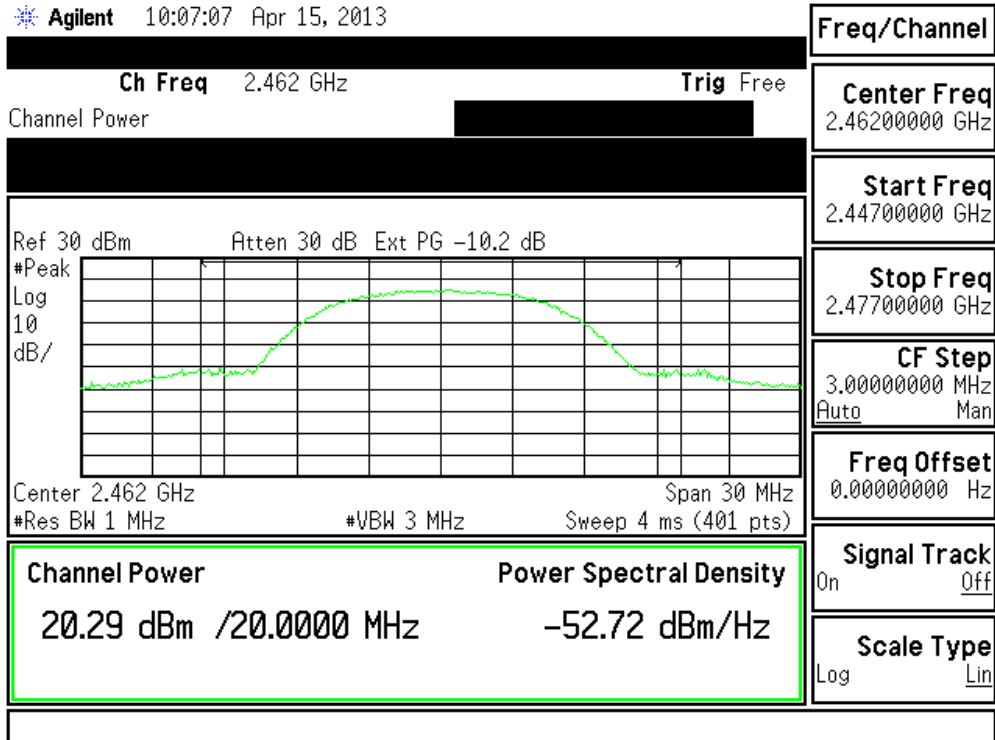 Agilent 10:07:07 Apr 15, 2013
Freq/Channel
Ch Freq 2.462 GHz Trig Free
Channel Power
Center Freq
2.46200000 GHz
Start Freq
2.44700000 GHz
Stop Freq
2.47700000 GHz
CF Step
3.00000000 MHz
Auto Man
Freq Offset
0.00000000 Hz
Signal Track
On Off
Scale Type
Log Lin
Ref 30 dBm Atten 30 dB Ext PG -10.2 dB
#Peak
Log
10
dB/
Center 2.462 GHz Span 30 MHz
#Res BW 1 MHz #VBW 3 MHz Sweep 4 ms (401 pts)
Channel Power Power Spectral Density
20.29 dBm /20.0000 MHz -52.72 dBm/Hz